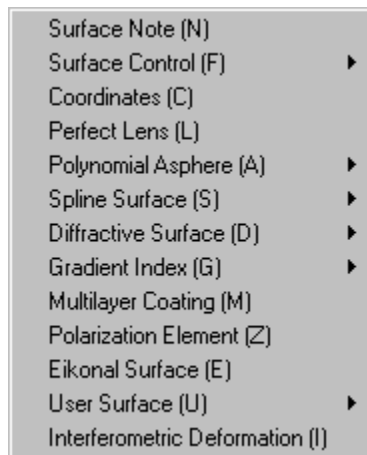 Surface Note (N)
Surface Control (F)
Coordinates (C)
Perfect Lens (L)
Polynomial Asphere (A)
Spline Surface (S)
Diffractive Surface (D)
Gradient Index (G)
Multilayer Coating (M)
Polarization Element (Z)
Eikonal Surface (E)
User Surface (U)
Interferometric Deformation (I)